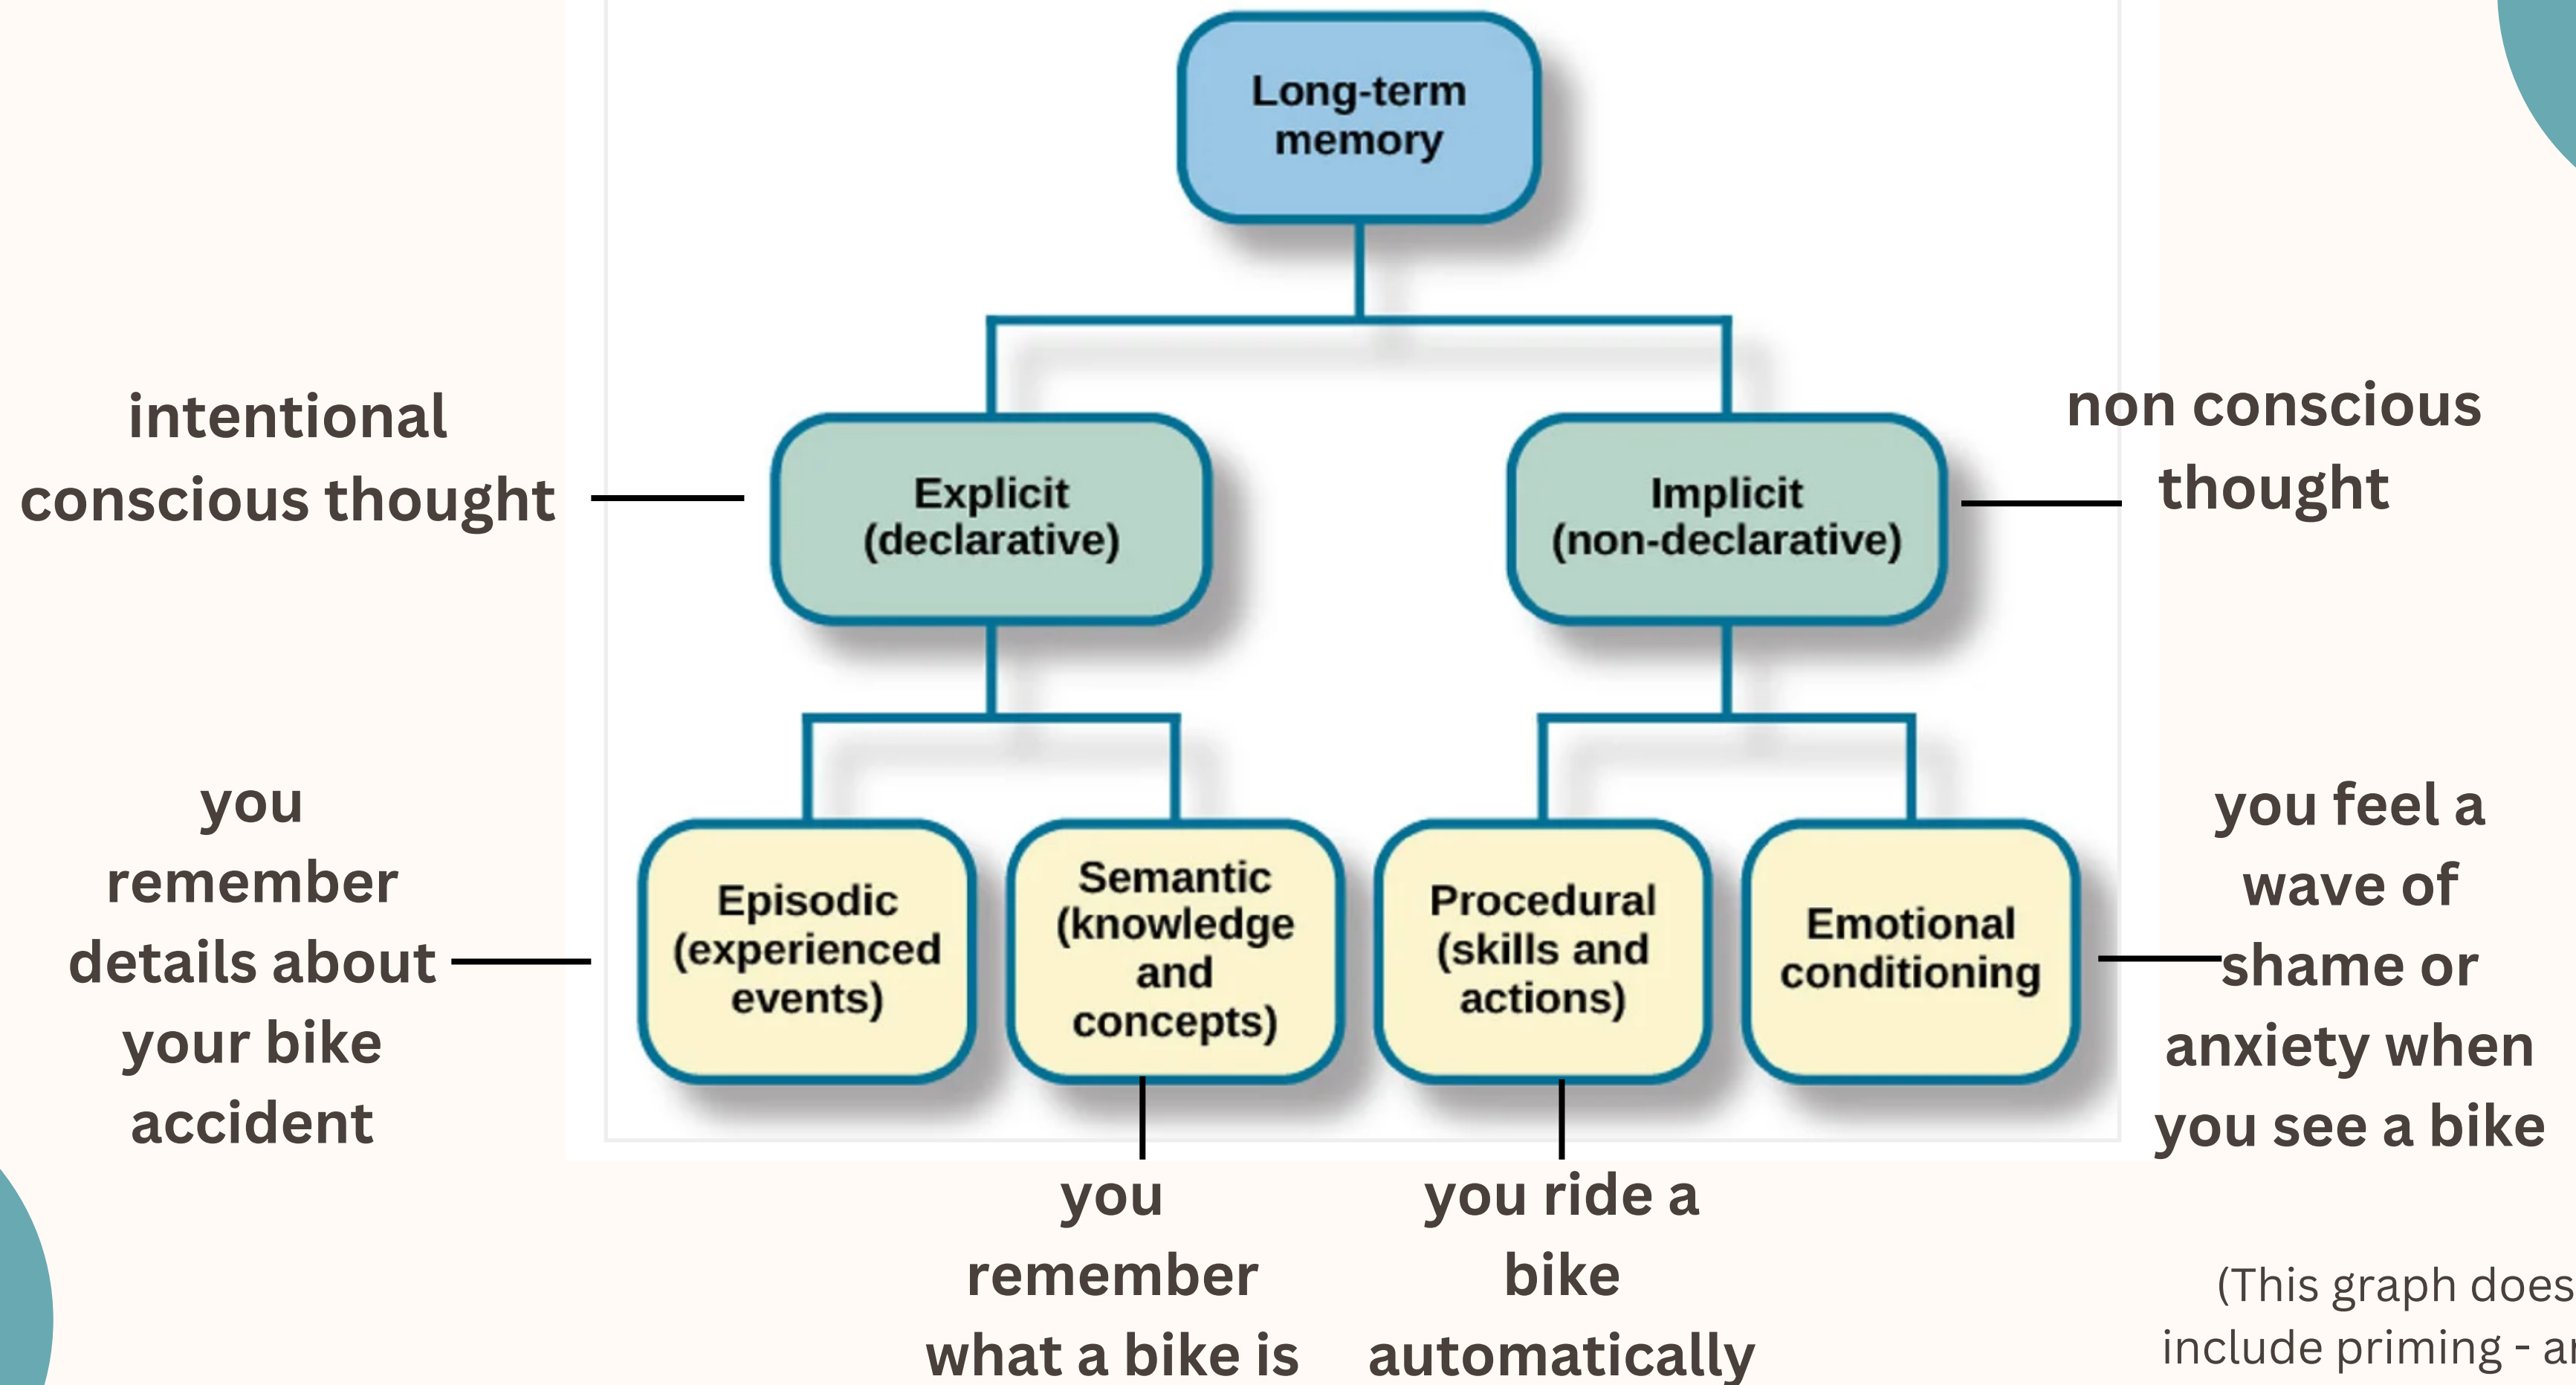 Long-term
memory
intentional
conscious thought
Explicit
(declarative)
Implicit
(non-declarative)
non conscious
thought
you
remember
details about
your bike
accident
Episodic
(experienced
events)
Semantic
(knowledge
and
concepts)
Procedural
(skills and
actions)
Emotional
conditioning
you feel a
wave of
shame or
anxiety when
you see a bike
you
remember
what a bike is
you ride a
bike
automatically
(This graph does
include priming -